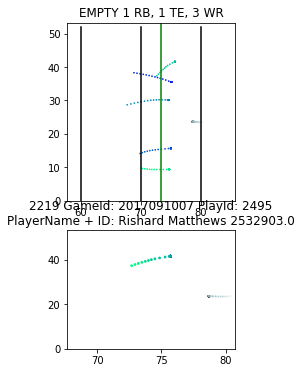 EMPTY 1 RB, 1 TE, 3 WR
50
40
30
20
10
0
60 70 80
2219 GameId: 2017091007 PlayId: 2495
PlayerName + ID: Rishard Matthews 2532903.0
40
20
0
70 75 80